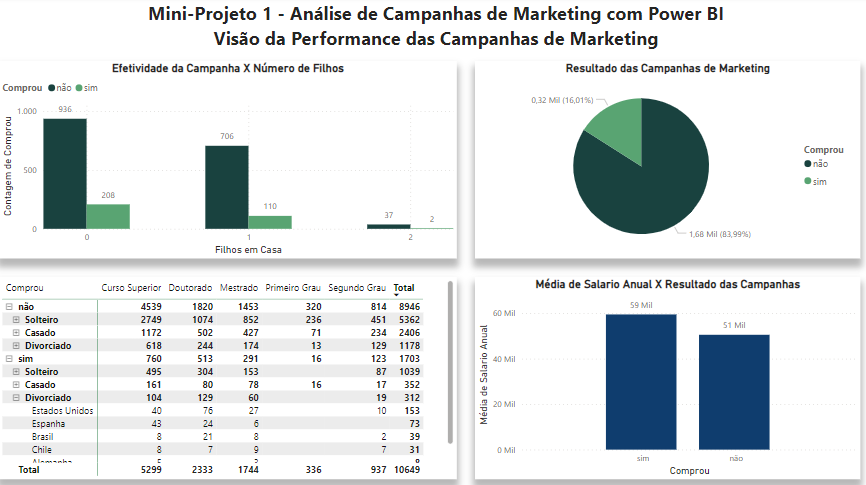 Mini-Projeto 1 - Análise de Campanhas de Marketing com Power BI
Visão da Performance das Campanhas de Marketing
Efetividade da Campanha X Número de Filhos
Comprou não sim
Contagem de Comprou
1.000
500
0
936
208
706
110
37
2
0 1 2
Filhos em Casa
Resultado das Campanhas de Marketing
0,32 Mil (16,01%)
1,68 Mil (83,99%)
Comprou
não
sim
Comprou Curso Superior Doutorado Mestrado Primeiro Grau Segundo Grau Total
não 4539 1820 1453 320 814 8946
Solteiro 2749 1074 852 236 451 5362
Casado 1172 502 427 71 234 2406
Divorciado 618 244 174 13 129 1178
sim 760 513 291 16 123 1703
Solteiro 495 304 153 87 1039
Casado 161 80 78 16 17 352
Divorciado 104 129 60 19 312
Estados Unidos 40 76 27 10 153
Espanha 43 24 6 73
Brasil 8 21 8 2 39
Chile 8 7 9 7 31
Alemanha 5 3 8
Total 5299 2333 1744 336 937 10649
Média de Salario Anual X Resultado das Campanhas
Média de Salario Anual
60 Mil
40 Mil
20 Mil
0 Mil
59 Mil
51 Mil
sim não
Comprou